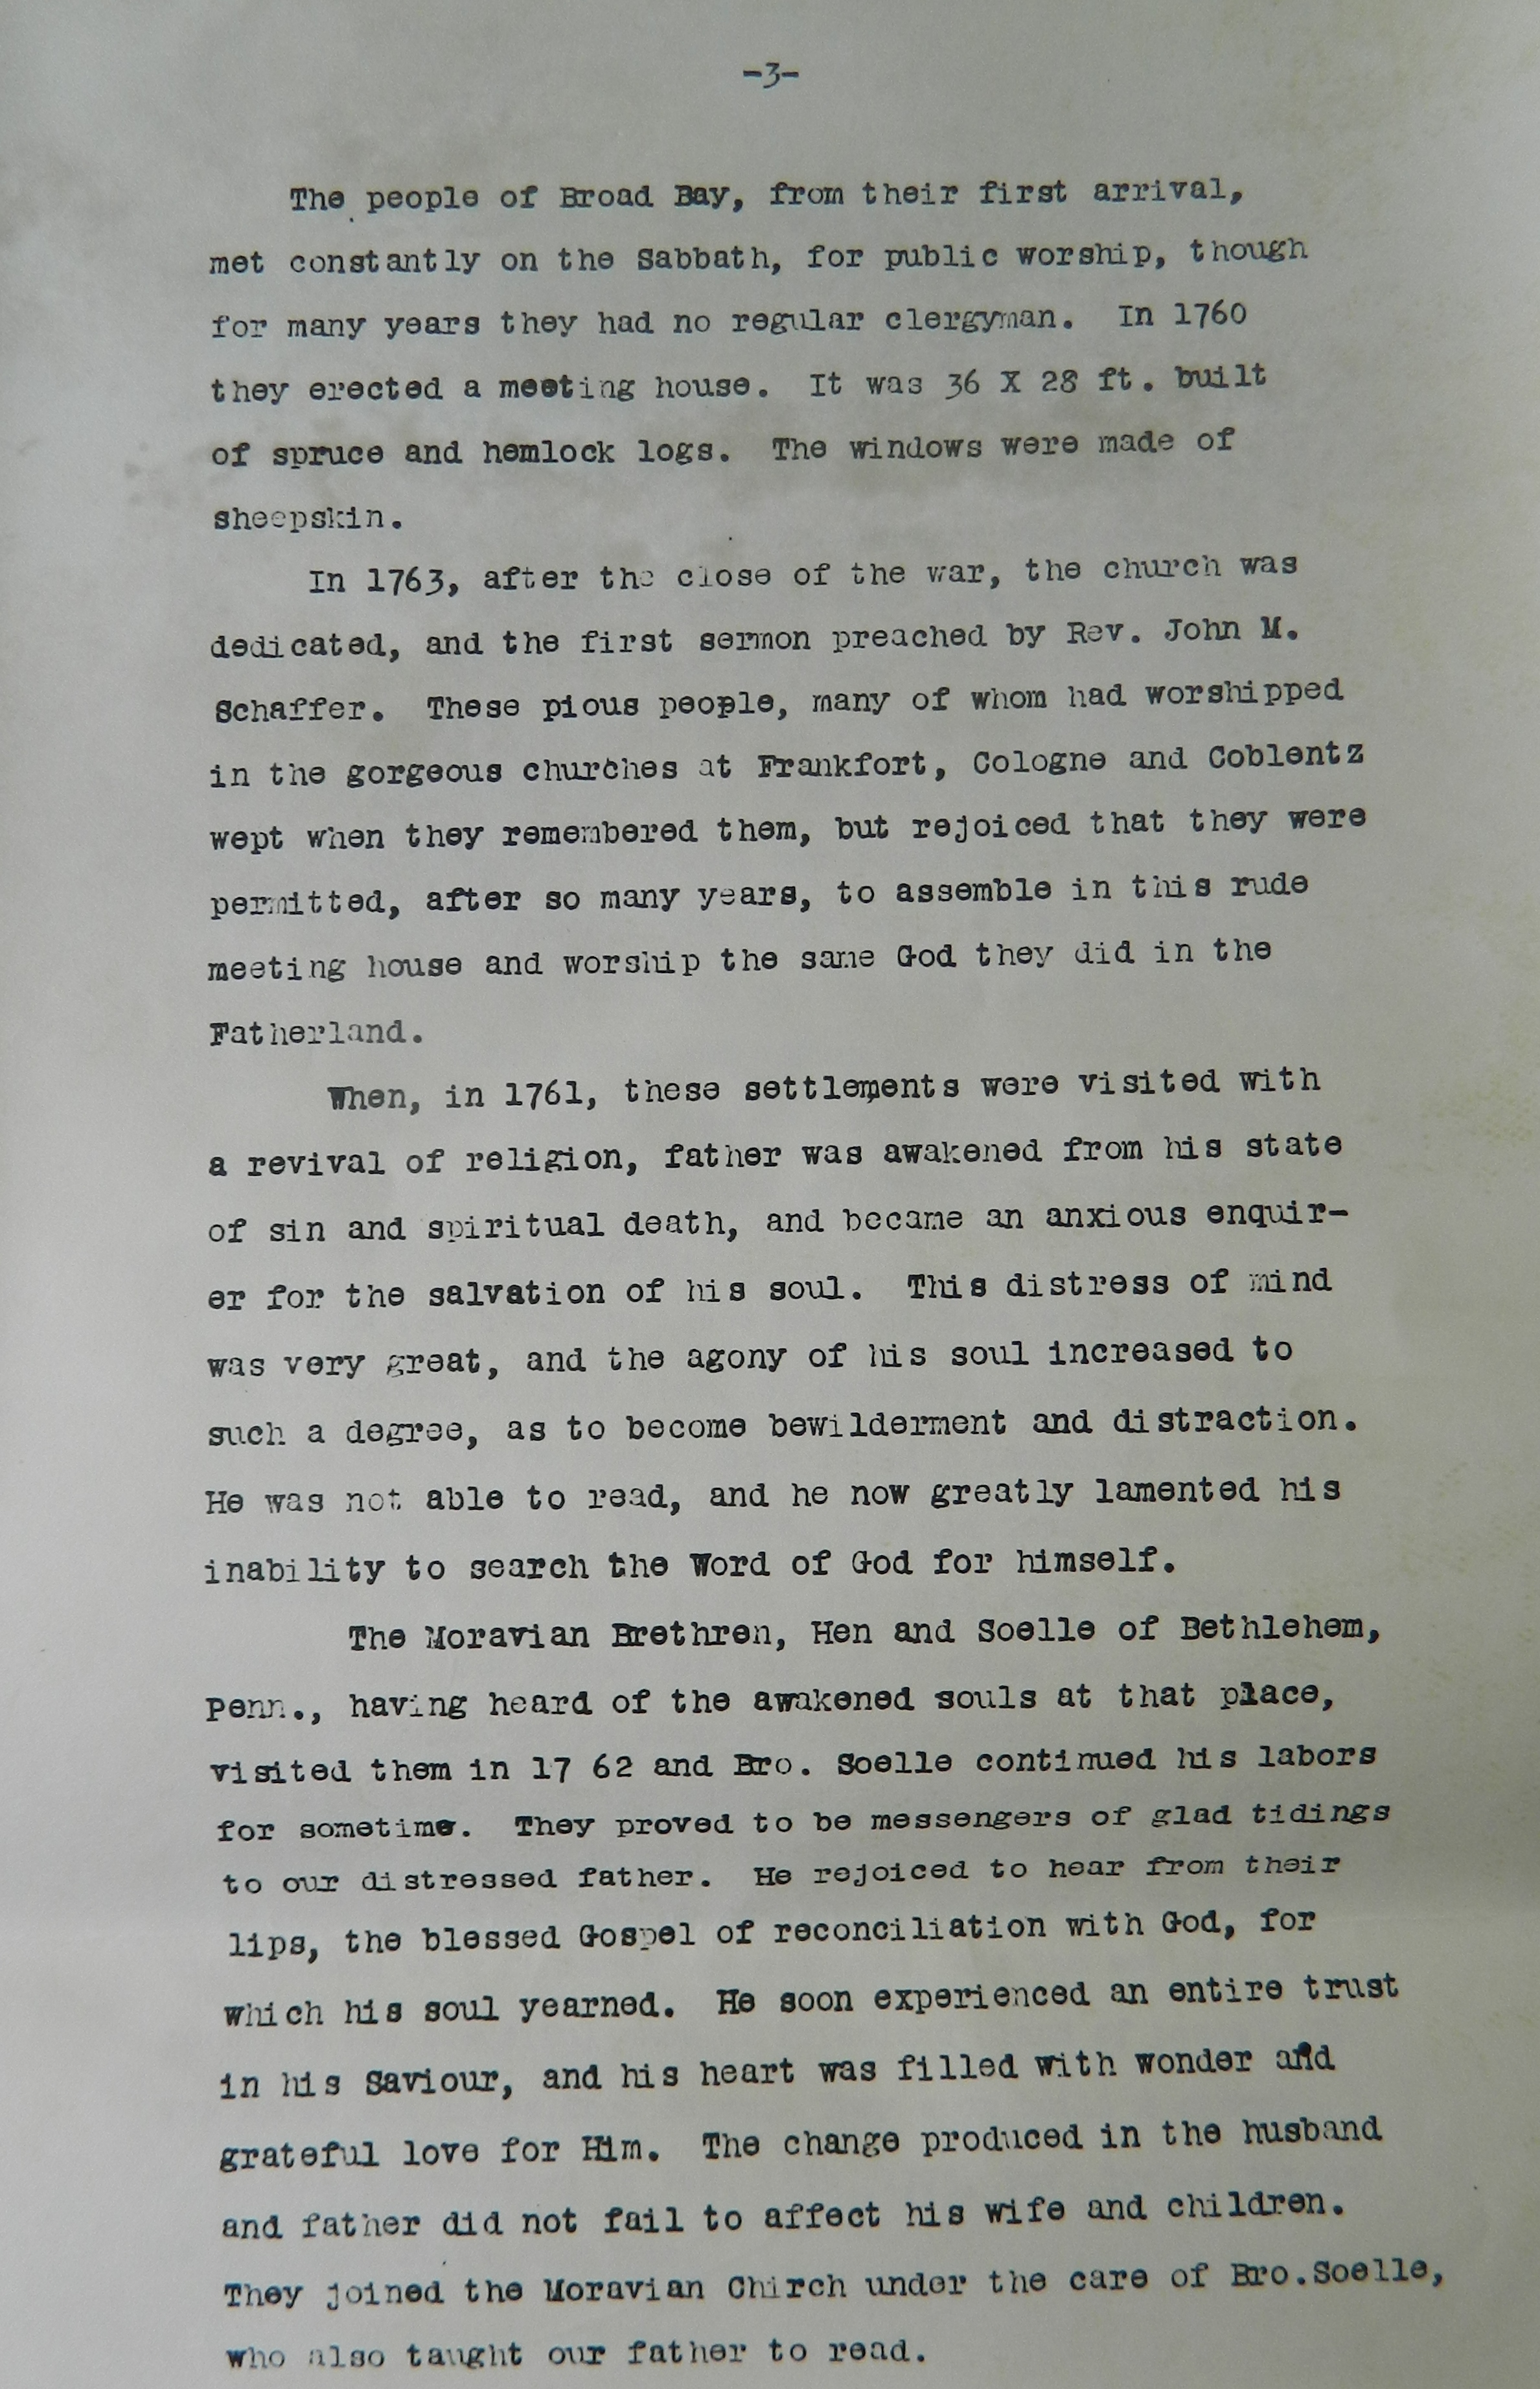 -3-
The people of Broad Bay, from their first arrival,
met constantly on the Sabbath, for public worship, though
for many years they had no regular clergyman. In 1760
they erected a meeting house. It was 36 X 28 ft. built
of spruce and hemlock logs. The windows were made of
sheepskin.
In 1763, after the close of the war, the church was
dedicated, and the first sermon preached by Rev. John M.
Schaffer. These pious people, many of whom had worshipped
in the gorgeous churches at Frankfort, Cologne and Coblentz
wept when they remembered them, but rejoiced that they were
permitted, after so many years, to assemble in this rude
meeting house and worship the same God they did in the
Fatherland.
When, in 1761, these settlements were visited with
a revival of religion, father was awakened from his state
of sin and spiritual death, and became an anxious enquir-
er for the salvation of his soul. This distress of mind
was very great, and the agony of his soul increased to
such a degree, as to become bewilderment and distraction.
He was not able to read, and he now greatly lamented his
inability to search the Word of God for himself.
The Moravian Brethren, Hen and Soelle of Bethlehem,
Penn., having heard of the awakened souls at that place,
visited them in 17 62 and Bro. Soelle continued his labors
for sometime. They proved to be messengers of glad tidings
to our distressed father. He rejoiced to hear from their
lips, the blessed Gospel of reconciliation with God, for
which his soul yearned. He soon experienced an entire trust
in his Saviour, and his heart was filled with wonder and
grateful love for Him. The change produced in the husband
and father did not fail to affect his wife and children.
They joined the Moravian Chirch under the care of Bro.Soelle,
who also taught our father to read.